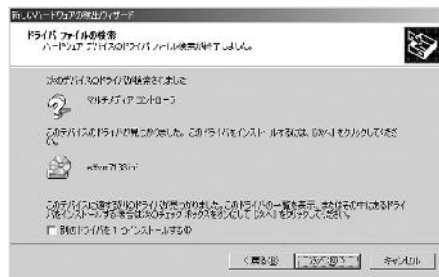 新しいハードウェアの検出ウィザード
ドライバ ファイルの検索
ハードウェア デバイスのドライバ ファイル検索が終了しました。
次のデバイスのドライバが検索されました
マルチメディア コントローラ
このデバイスのドライバが見つかりました。このドライバをインストールするには、[次へ] をクリックしてくださ
い。
このデバイスに適する別のドライバが見つかりました。このドライバの一覧を表示、またはその中にあるドライ
バをインストールする場合は次のチェック ボックスをオンにして [次へ] をクリックしてください。
別のドライバを 1 つインストールする(I)
< 戻る(B)
次へ(N) >
キャンセル